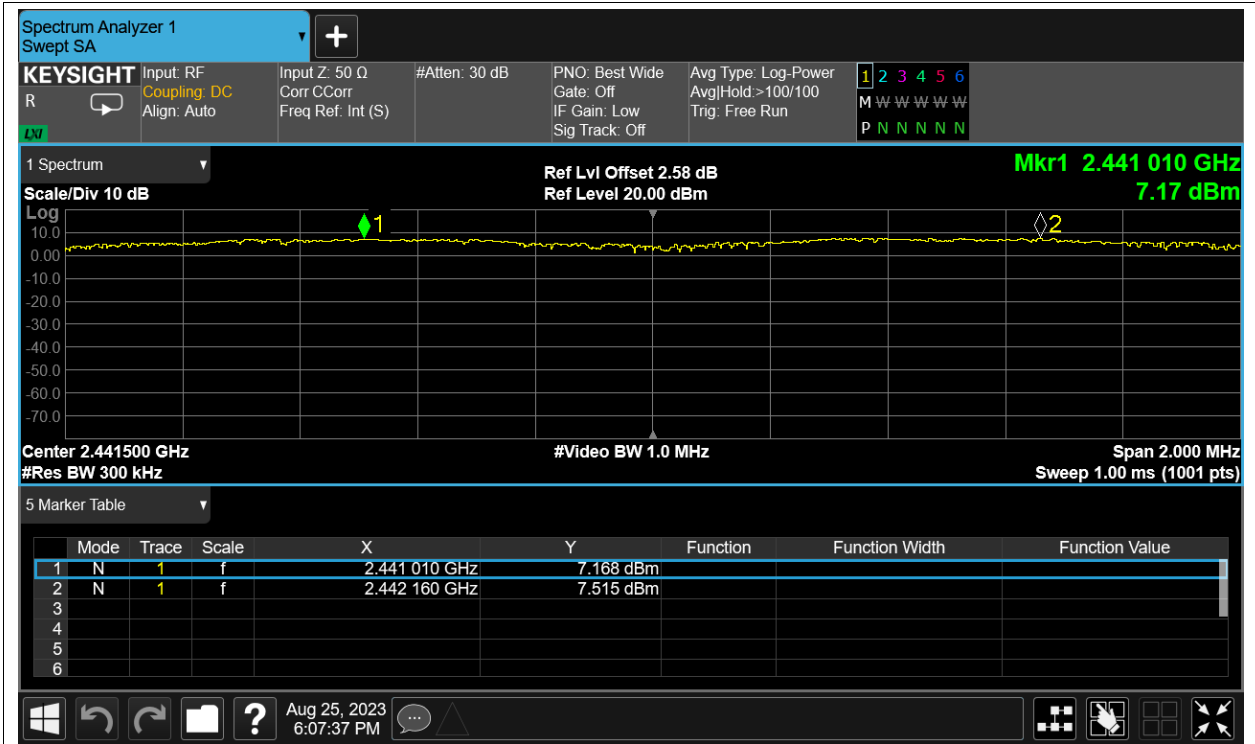 Spectrum Analyzer 1
Swept SA
KEYSIGHT Input: RF Input Z: 50 Ω #Atten: 30 dB PNO: Best Wide Avg Type: Log-Power 1 2 3 4 5 6
R Coupling: DC Corr CCorr Gate: Off Avg|Hold:>100/100 M W W W W W
Align: Auto Freq Ref: Int (S) IF Gain: Low Trig: Free Run
LXI Sig Track: Off P N N N N N N
1 Spectrum Ref Lvl Offset 2.58 dB Mkr1 2.441 010 GHz
Scale/Div 10 dB Ref Level 20.00 dBm 7.17 dBm
Log
1 2
10.0
0.00
-10.0
-20.0
-30.0
-40.0
-50.0
-60.0
-70.0
Center 2.441500 GHz #Video BW 1.0 MHz Span 2.000 MHz
#Res BW 300 kHz Sweep 1.00 ms (1001 pts)
5 Marker Table
Mode Trace Scale X Y Function Function Width Function Value
1 N 1 f 2.441 010 GHz 7.168 dBm
2 N 1 f 2.442 160 GHz 7.515 dBm
3
4
5
6
? Aug 25, 2023
6:07:37 PM